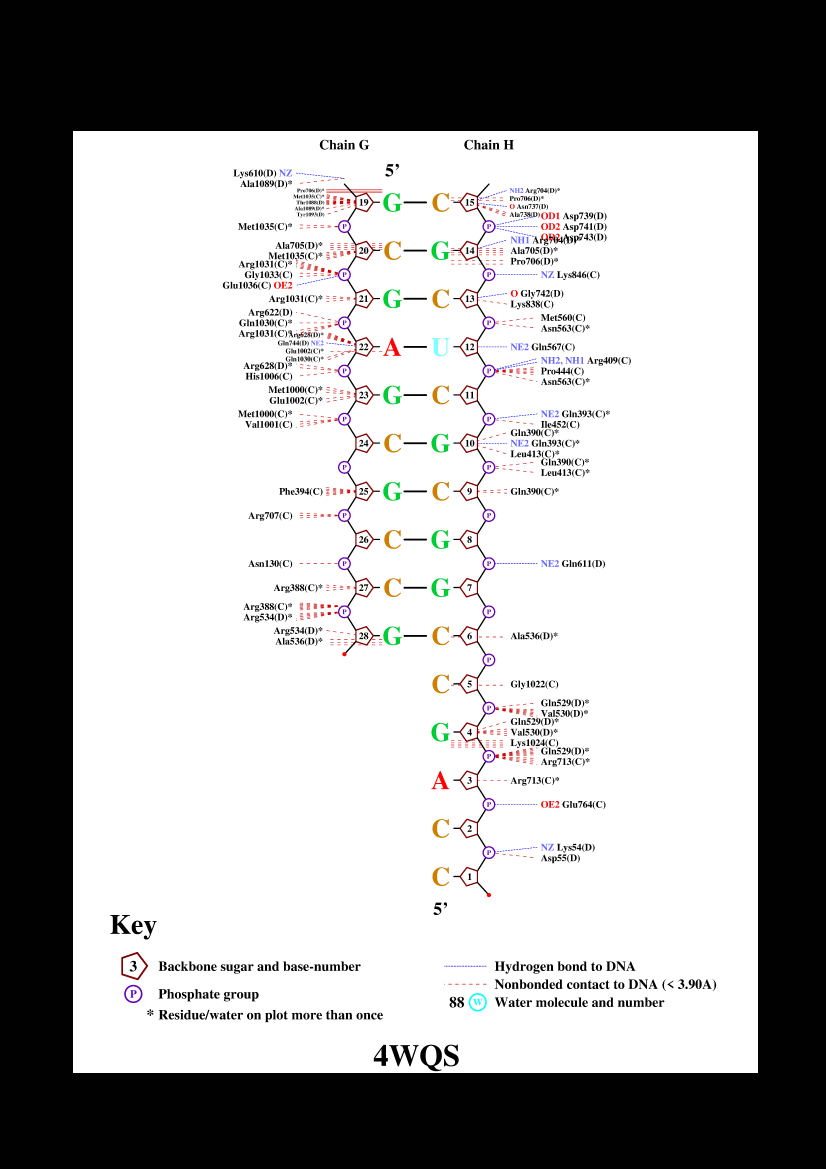 Chain G Chain H
5’
Lys610(D) NZ
Ala1089(D)*
Pro706(D)*
Met1035(C)*
Thr1088(D)
Ala1089(D)*
Tyr1093(D)
19 G C 15
NH2 Arg704(D)*
Pro706(D)*
O Asn737(D)
Ala738(D)
Met1035(C)* P P
OD1 Asp739(D)
OD2 Asp741(D)
OD2 Asp743(D)
Ala705(D)*
Met1035(C)*
20 C G 14
NH1 Arg704(D)*
Ala705(D)*
Pro706(D)*
Arg1031(C)*
Gly1033(C)
Glu1036(C) OE2
P P NZ Lys846(C)
Arg1031(C)* 21 G C 13
O Gly742(D)
Lys838(C)
Arg622(D)
Gln1030(C)*
Arg1031(C)*
P P
Met560(C)
Asn563(C)*
Arg628(D)*
Gln744(D) NE2
Glu1002(C)*
Gln1030(C)*
22 A U 12 NE2 Gln567(C)
Arg628(D)*
His1006(C)
P P
NH2, NH1 Arg409(C)
Pro444(C)
Asn563(C)*
Met1000(C)*
Glu1002(C)*
23 G C 11
Met1000(C)*
Val1001(C)
P P
NE2 Gln393(C)*
Ile452(C)
24 C G 10
Gln390(C)*
NE2 Gln393(C)*
Leu413(C)*
P P
Gln390(C)*
Leu413(C)*
Phe394(C) 25 G C 9 Gln390(C)*
Arg707(C) P P
26 C G 8
Asn130(C) P P NE2 Gln611(D)
Arg388(C)* 27 C G 7
Arg388(C)*
Arg534(D)*
P P
Arg534(D)*
Ala536(D)*
28 G C 6 Ala536(D)*
P
C 5 Gly1022(C)
P
Gln529(D)*
Val530(D)*
G 4
Gln529(D)*
Val530(D)*
Lys1024(C)
P
Gln529(D)*
Arg713(C)*
A 3 Arg713(C)*
P OE2 Glu764(C)
C 2
P
NZ Lys54(D)
Asp55(D)
C 1
5’
Key
3 Backbone sugar and base-number
P Phosphate group
* Residue/water on plot more than once
Hydrogen bond to DNA
Nonbonded contact to DNA (< 3.90A)
88 W Water molecule and number
4WQS